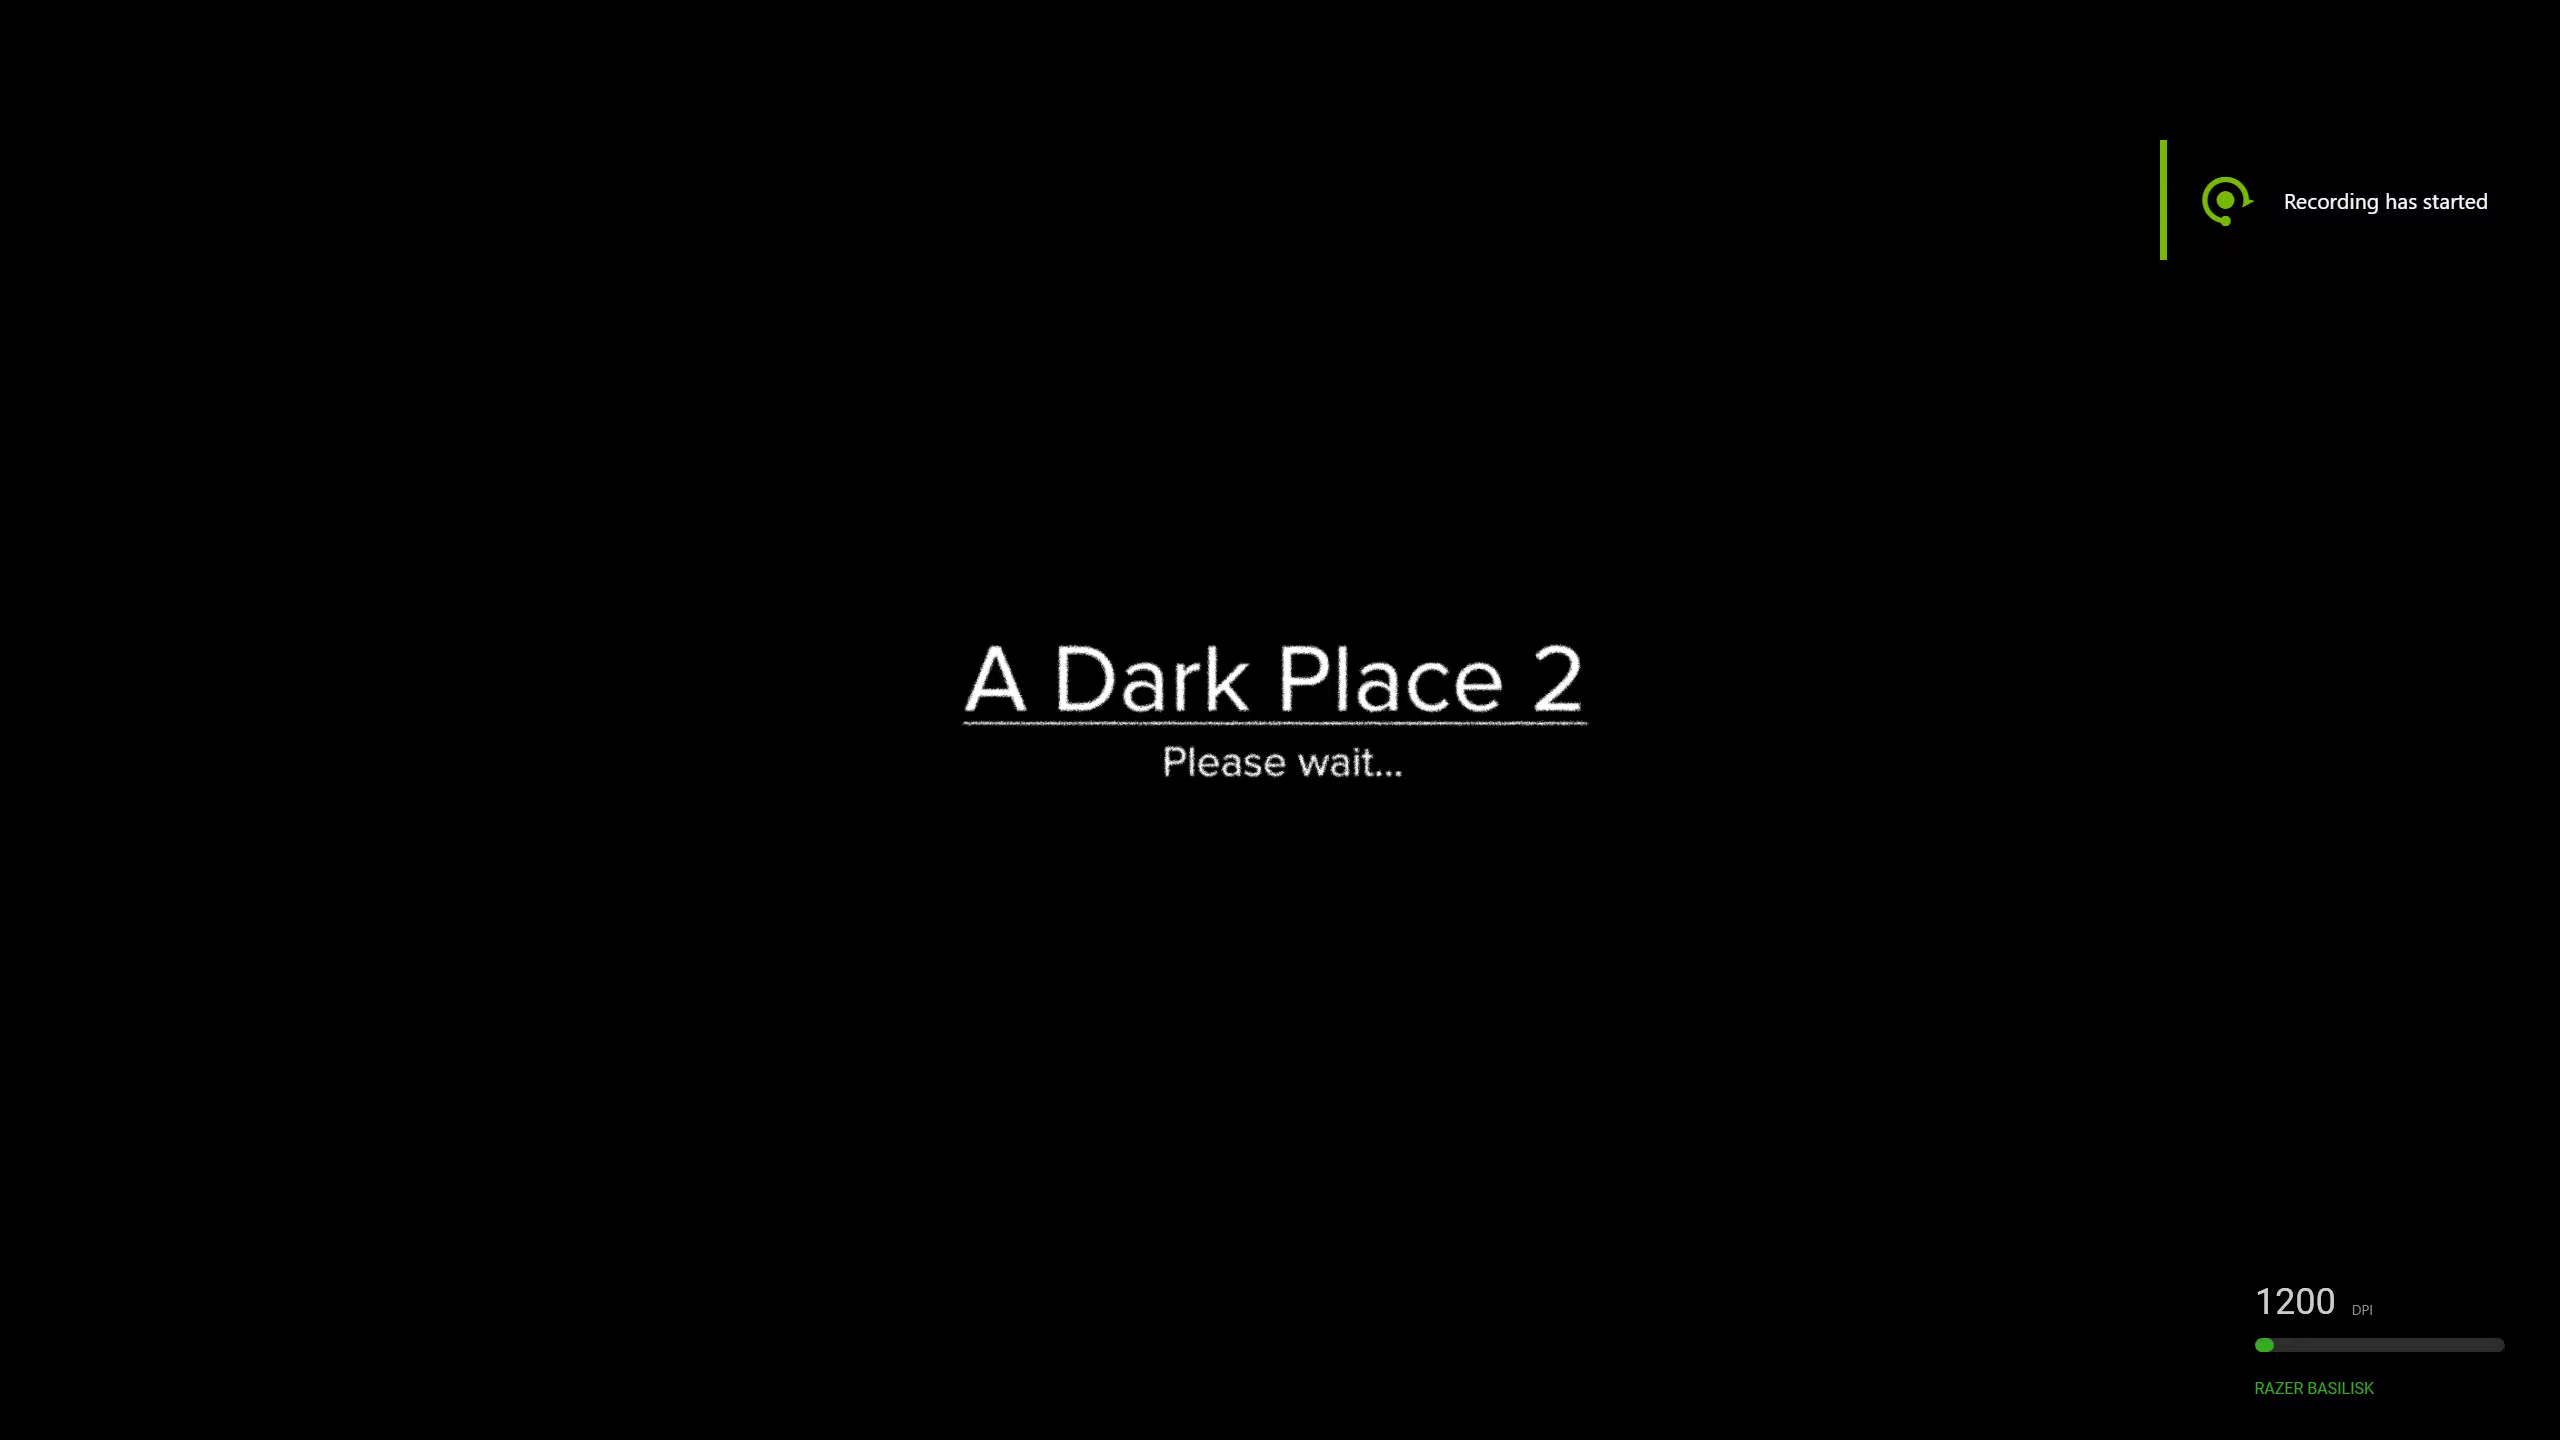 Recording has started
A Dark Place 2
Please wait...
1200 DPI
RAZER BASILISK